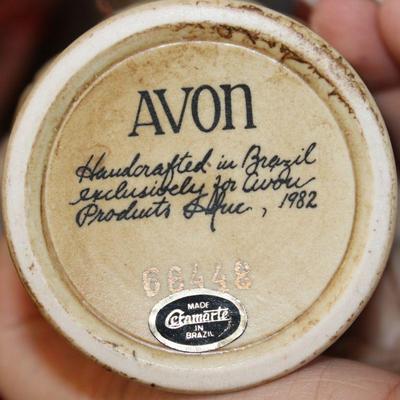 AVON
Handcrafted in Brazil
exclusively for Avon
Products Inc., 1982
66448
MADE
Ceramarte
IN
BRAZIL